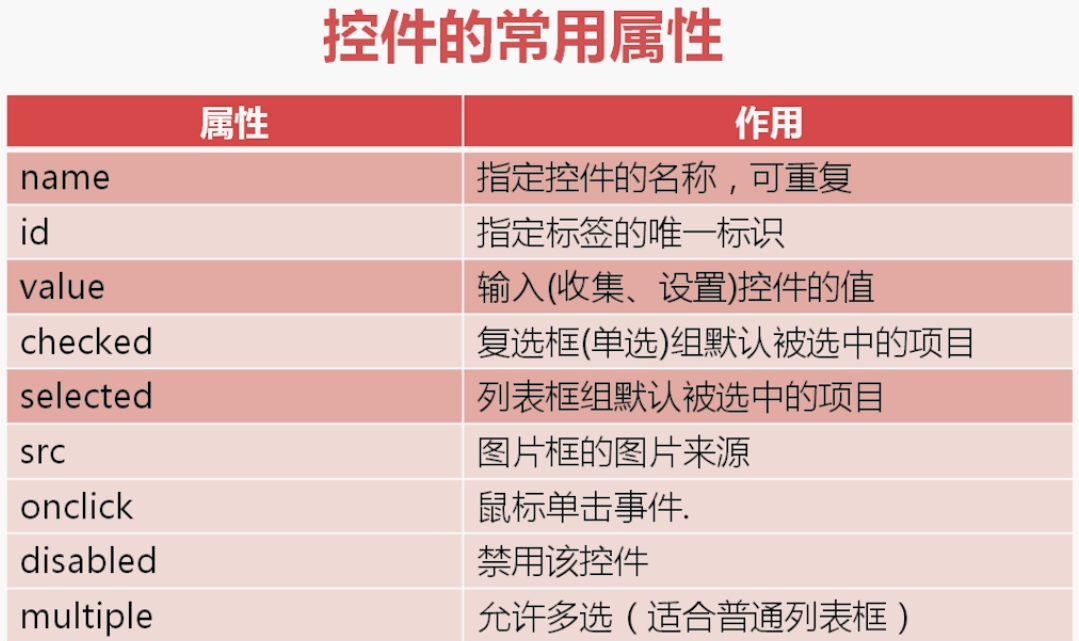 控件的常用属性
属性 作用
name 指定控件的名称，可重复
id 指定标签的唯一标识
value 输入(收集、设置)控件的值
checked 复选框(单选)组默认被选中的项目
selected 列表框组默认被选中的项目
src 图片框的图片来源
onclick 鼠标单击事件.
disabled 禁用该控件
multiple 允许多选（适合普通列表框）